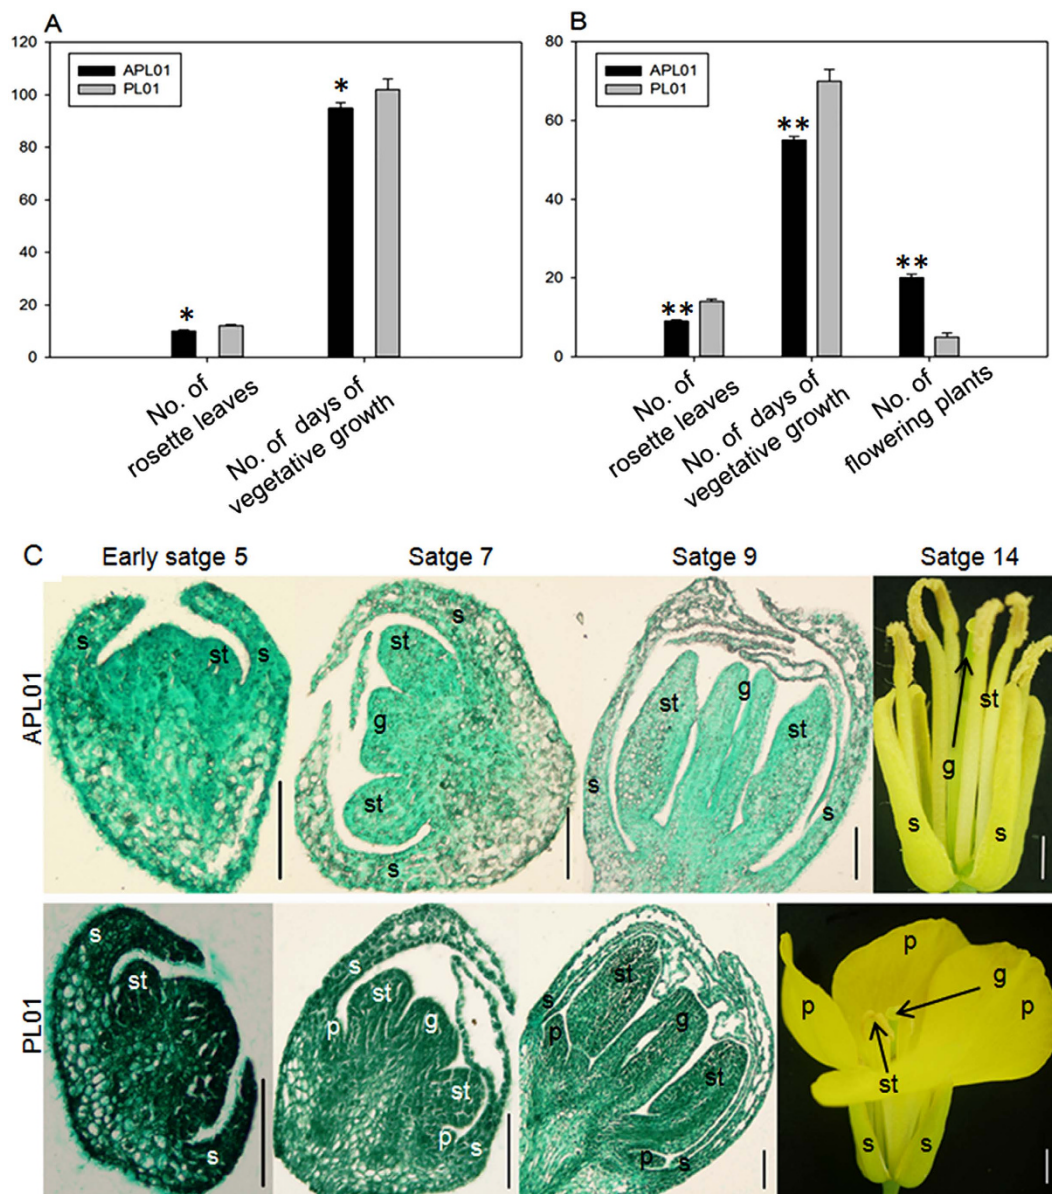 A
120
100
80
60
40
20
0
APL01
PL01
*
*
No. of
rosette leaves
No. of days of
vegetative growth
B
80
60
40
20
0
APL01
PL01
**
**
**
No. of
rosette leaves
No. of days of
vegetative growth
No. of
flowering plants
C
Early satge 5
Satge 7
Satge 9
Satge 14
APL01
s
st
s
s
st
g
st
s
st
g
st
s
s
st
g
s
s
PL01
s
st
s
s
st
p
g
st
p
s
st
s
g
p
st
p
s
p
g
p
p
st
s
s